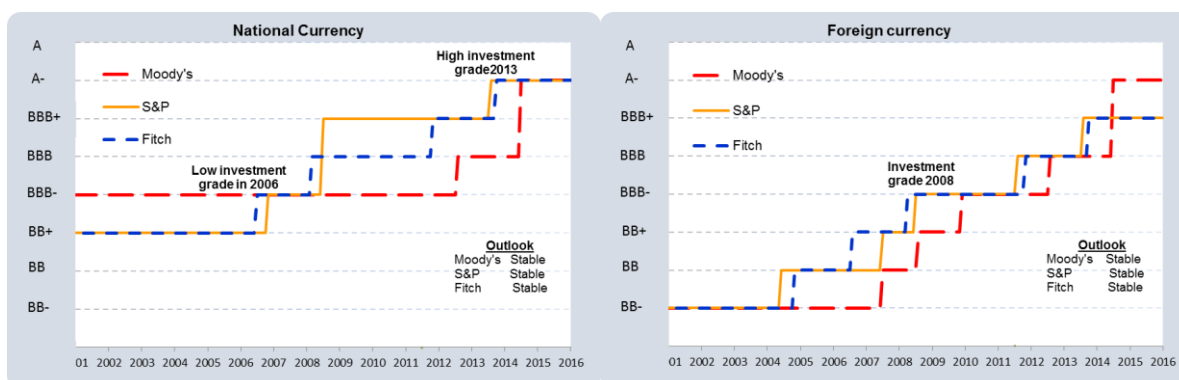 National Currency
A
A-
BBB+
BBB
BBB-
BB+
BB
BB-
Moody's
S&P
Fitch
High investment
grade2013
Low investment
grade in 2006
Outlook
Moody's Stable
S&P Stable
Fitch Stable
01 2002 2003 2004 2005 2006 2007 2008 2009 2010 2011 2012 2013 2014 2015 2016
Foreign currency
A
A-
BBB+
BBB
BBB-
BB+
BB
BB-
Moody's
S&P
Fitch
Investment
grade 2008
Outlook
Moody's Stable
S&P Stable
Fitch Stable
01 2002 2003 2004 2005 2006 2007 2008 2009 2010 2011 2012 2013 2014 2015 2016